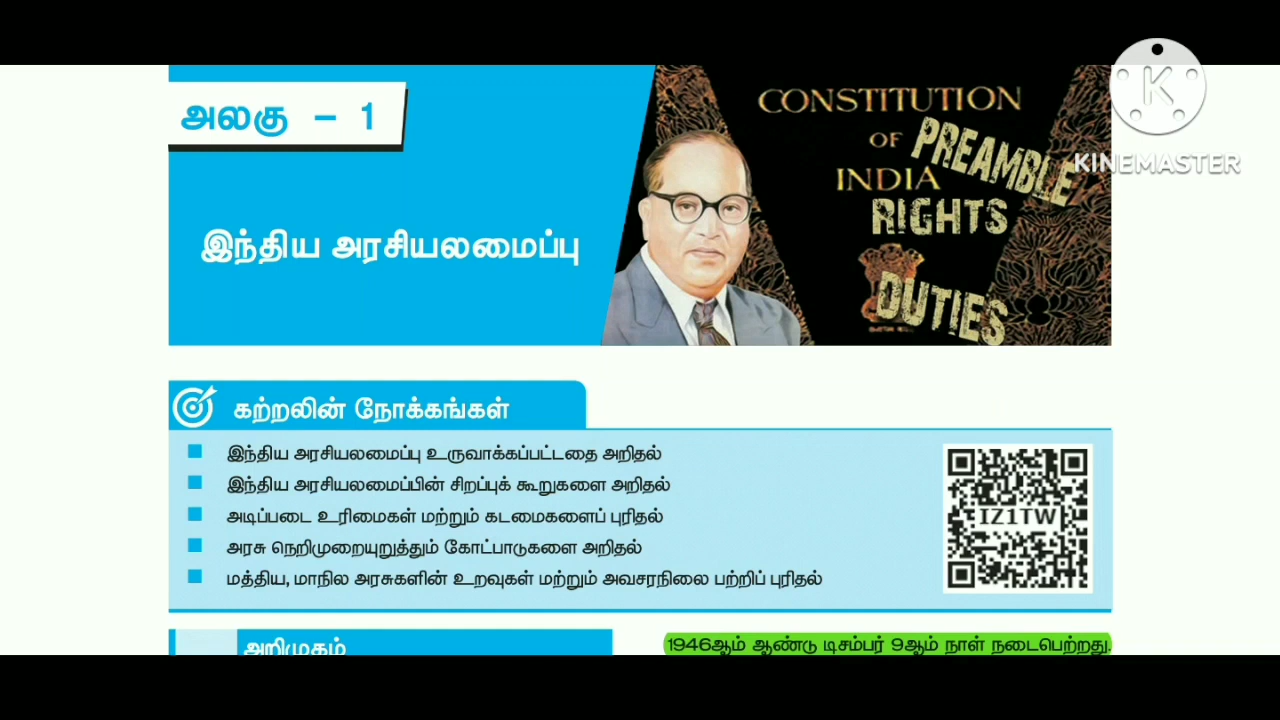 அலகு – 1
CONSTITUTION
OF
INDIA
PREAMBLE
RIGHTS
DUTIES
K
KINEMASTER
இந்திய அரசியலமைப்பு
கற்றலின் நோக்கங்கள்
இந்திய அரசியலமைப்பு உருவாக்கப்பட்டதை அறிதல்
இந்திய அரசியலமைப்பின் சிறப்புக் கூறுகளை அறிதல்
அடிப்படை உரிமைகள் மற்றும் கடமைகளைப் புரிதல்
அரசு நெறிமுறையுறுத்தும் கோட்பாடுகளை அறிதல்
மத்திய, மாநில அரசுகளின் உறவுகள் மற்றும் அவசரநிலை பற்றிப் புரிதல்
IZ1TW
அறிமுகம்
1946ஆம் ஆண்டு டிசம்பர் 9ஆம் நாள் நடைபெற்றது.